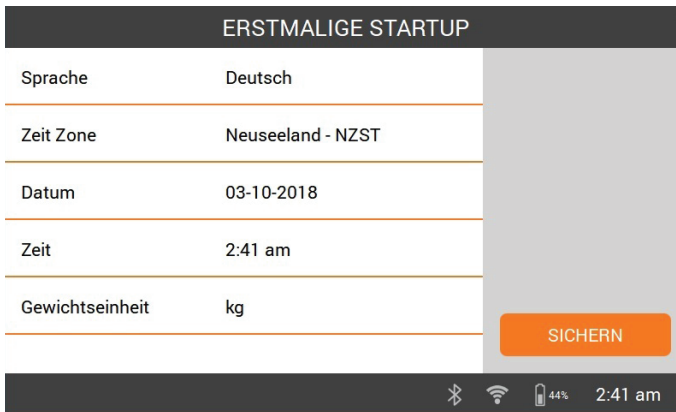 ERSTMALIGE STARTUP
Sprache Deutsch
Zeit Zone Neuseeland - NZST
Datum 03-10-2018
Zeit 2:41 am
Gewichtseinheit kg
SICHERN
44% 2:41 am